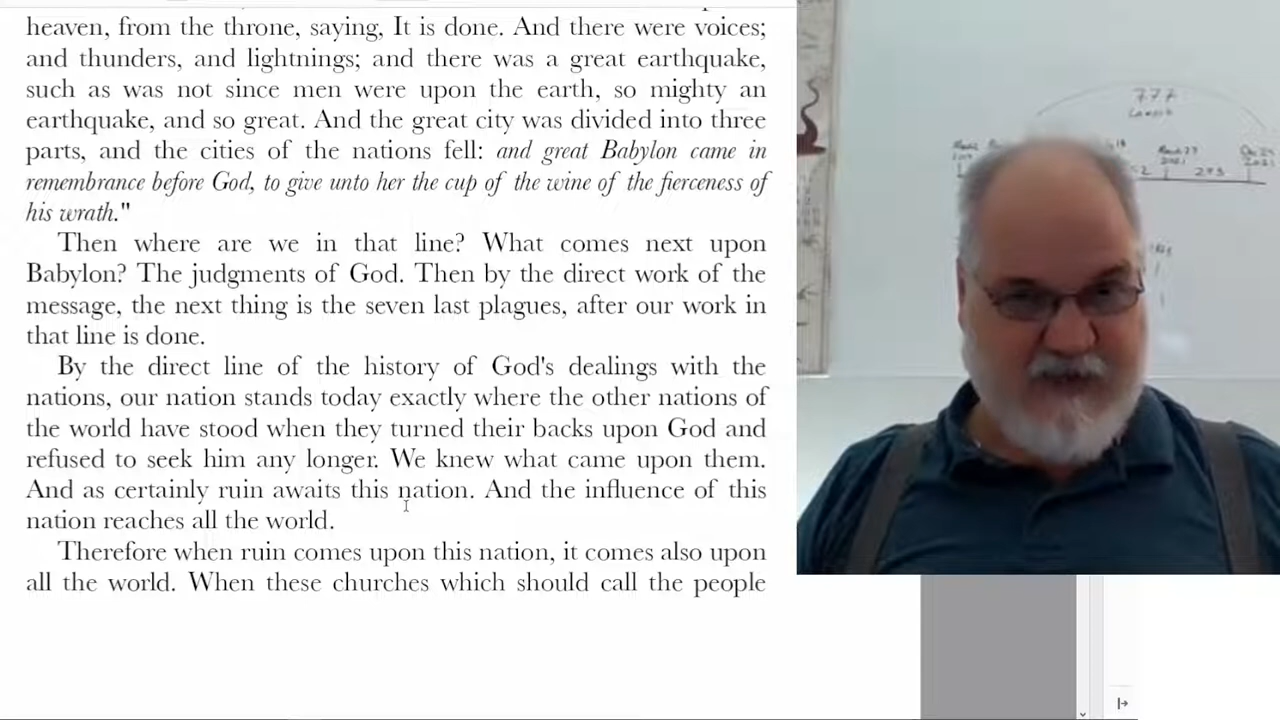 heaven, from the throne, saying, It is done. And there were voices;
and thunders, and lightnings; and there was a great earthquake,
such as was not since men were upon the earth, so mighty an
earthquake, and so great. And the great city was divided into three
parts, and the cities of the nations fell: and great Babylon came in
remembrance before God, to give unto her the cup of the wine of the fierceness of
his wrath."
Then where are we in that line? What comes next upon
Babylon? The judgments of God. Then by the direct work of the
message, the next thing is the seven last plagues, after our work in
that line is done.
By the direct line of the history of God's dealings with the
nations, our nation stands today exactly where the other nations of
the world have stood when they turned their backs upon God and
refused to seek him any longer. We knew what came upon them.
And as certainly ruin awaits this nation. And the influence of this
nation reaches all the world.
Therefore when ruin comes upon this nation, it comes also upon
all the world. When these churches which should call the people
777